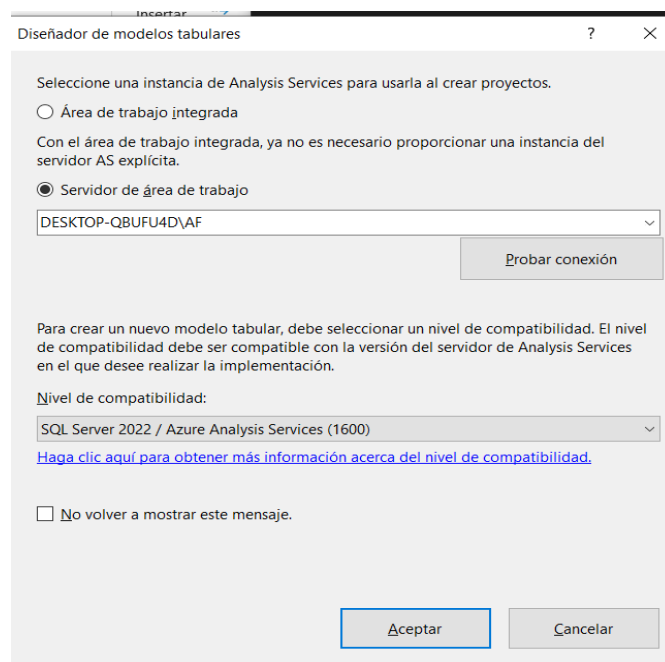 Insertar
Diseñador de modelos tabulares ?
Seleccione una instancia de Analysis Services para usarla al crear proyectos.
Área de trabajo integrada
Con el área de trabajo integrada, ya no es necesario proporcionar una instancia del
servidor AS explícita.
Servidor de área de trabajo
DESKTOP-QBUFU4D\AF
Probar conexión
Para crear un nuevo modelo tabular, debe seleccionar un nivel de compatibilidad. El nivel
de compatibilidad debe ser compatible con la versión del servidor de Analysis Services
en el que desee realizar la implementación.
Nivel de compatibilidad:
SQL Server 2022 / Azure Analysis Services (1600)
Haga clic aquí para obtener más información acerca del nivel de compatibilidad.
No volver a mostrar este mensaje.
Aceptar Cancelar